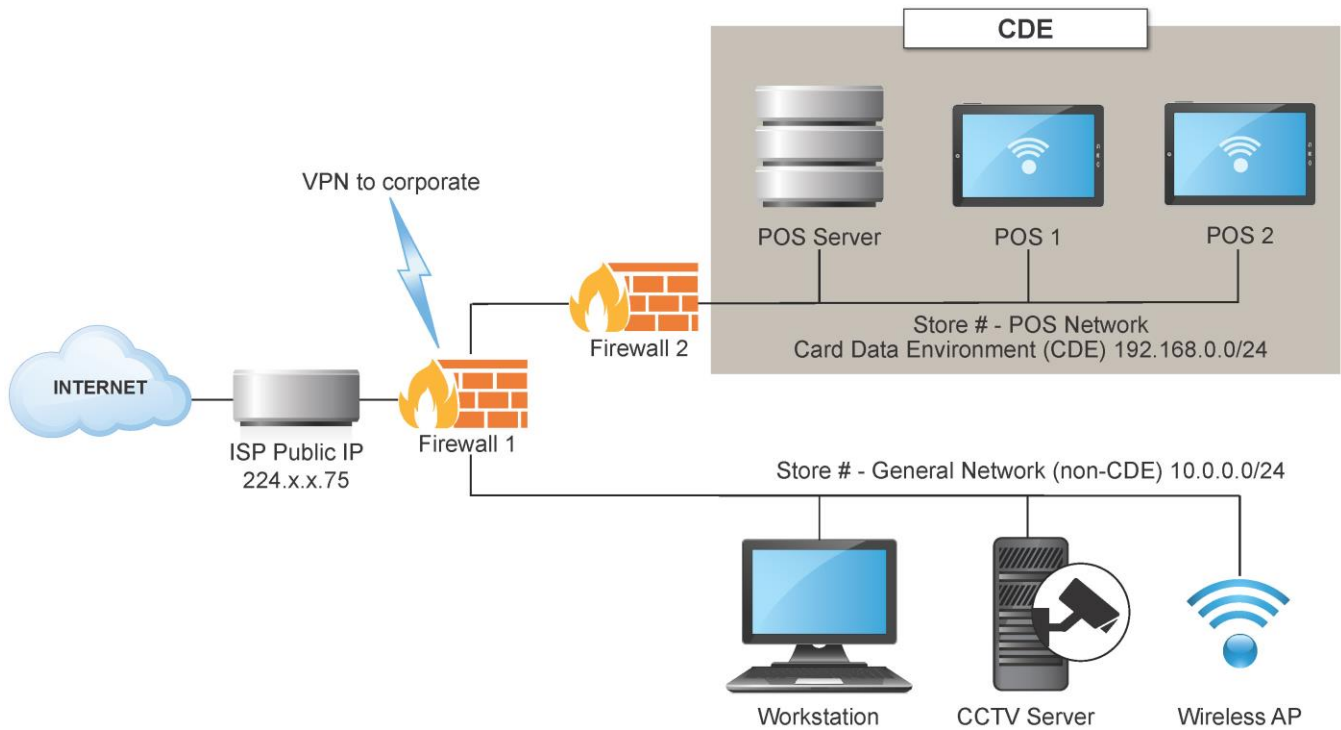 CDE
VPN to corporate
POS Server
POS 1
POS 2
Store # - POS Network
Card Data Environment (CDE) 192.168.0.0/24
Firewall 2
INTERNET
ISP Public IP
224.x.x.75
Firewall 1
Store # - General Network (non-CDE) 10.0.0.0/24
Workstation
CCTV Server
Wireless AP